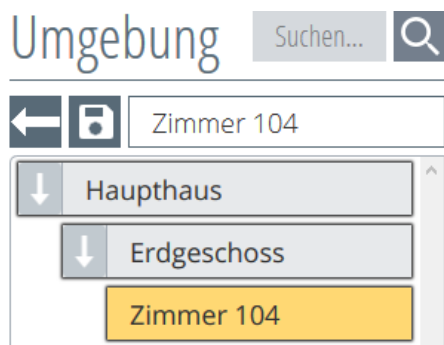 Umgebung Suchen...
Zimmer 104
Haupthaus
Erdgeschoss
Zimmer 104